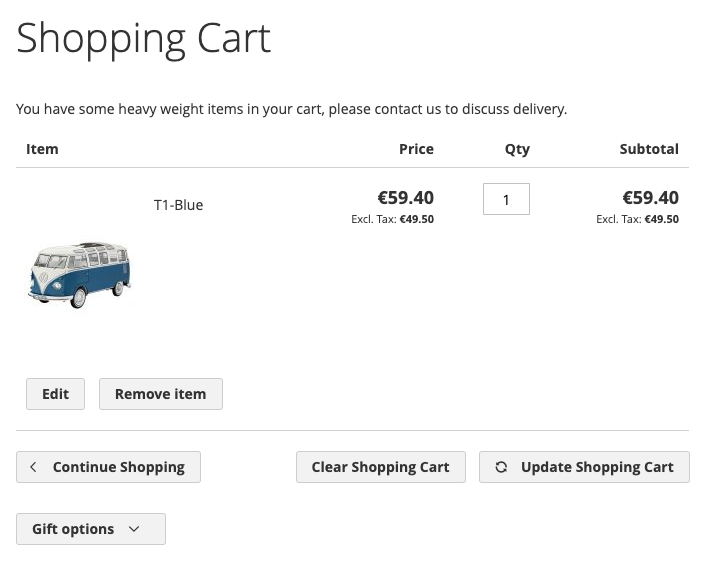 Shopping Cart
You have some heavy weight items in your cart, please contact us to discuss delivery.
Item Price Qty Subtotal
T1-Blue €59.40 1 €59.40
Excl. Tax: €49.50 Excl. Tax: €49.50
Edit Remove item
Continue Shopping Clear Shopping Cart Update Shopping Cart
Gift options